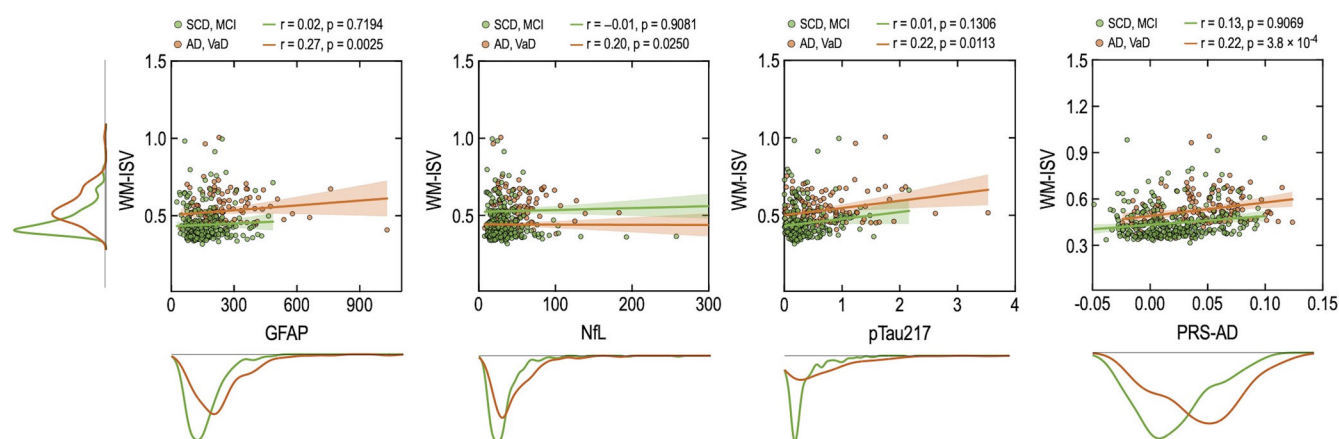 SCD, MCI r = 0.02, p = 0.7194
AD, VaD r = 0.27, p = 0.0025
1.5
1.0
0.5
0
WM-ISV
0 300 600 900
GFAP
SCD, MCI r = −0.01, p = 0.9081
AD, VaD r = 0.20, p = 0.0250
1.5
1.0
0.5
0
WM-ISV
0 100 200 300
NfL
SCD, MCI r = 0.01, p = 0.1306
AD, VaD r = 0.22, p = 0.0113
1.5
1.0
0.5
0
WM-ISV
0 1 2 3 4
pTau217
SCD, MCI r = 0.13, p = 0.9069
AD, VaD r = 0.22, p = 3.8 × 10⁻⁴
1.5
1.2
0.9
0.6
0.3
WM-ISV
-0.05 0.00 0.05 0.10 0.15
PRS-AD